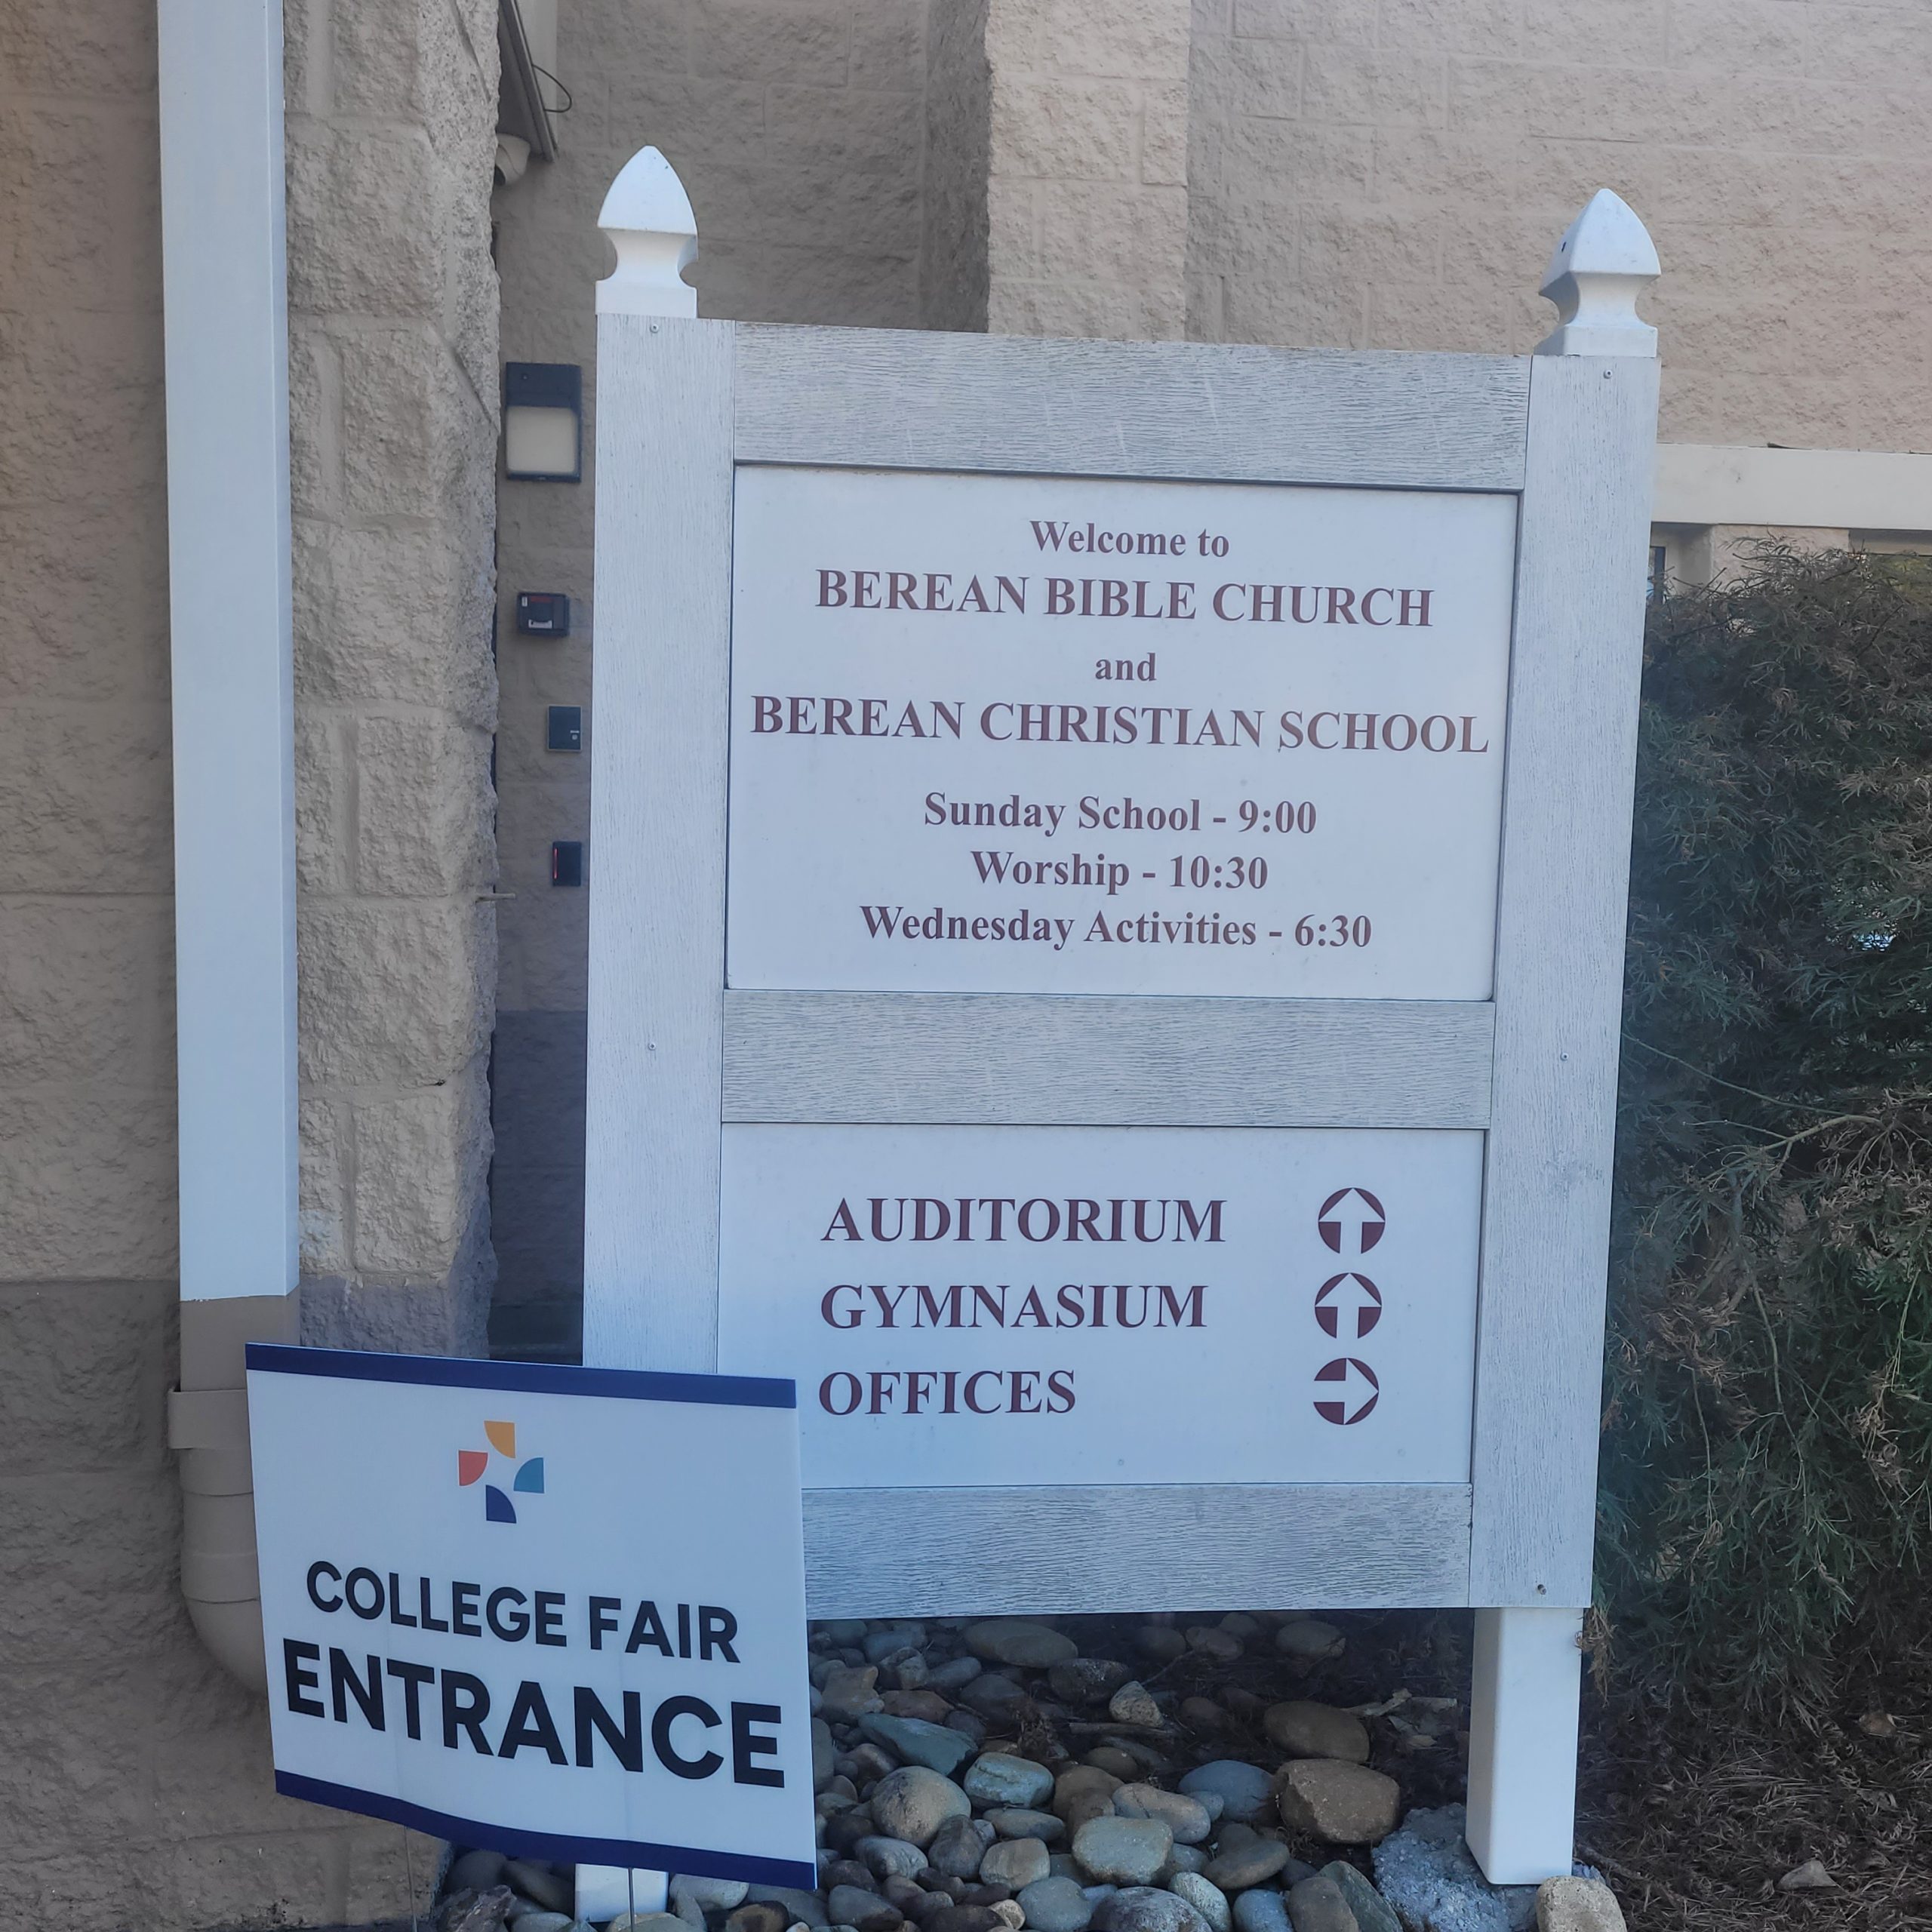 Welcome to
BEREAN BIBLE CHURCH
and
BEREAN CHRISTIAN SCHOOL
Sunday School - 9:00
Worship - 10:30
Wednesday Activities - 6:30
AUDITORIUM
GYMNASIUM
OFFICES
COLLEGE FAIR
ENTRANCE